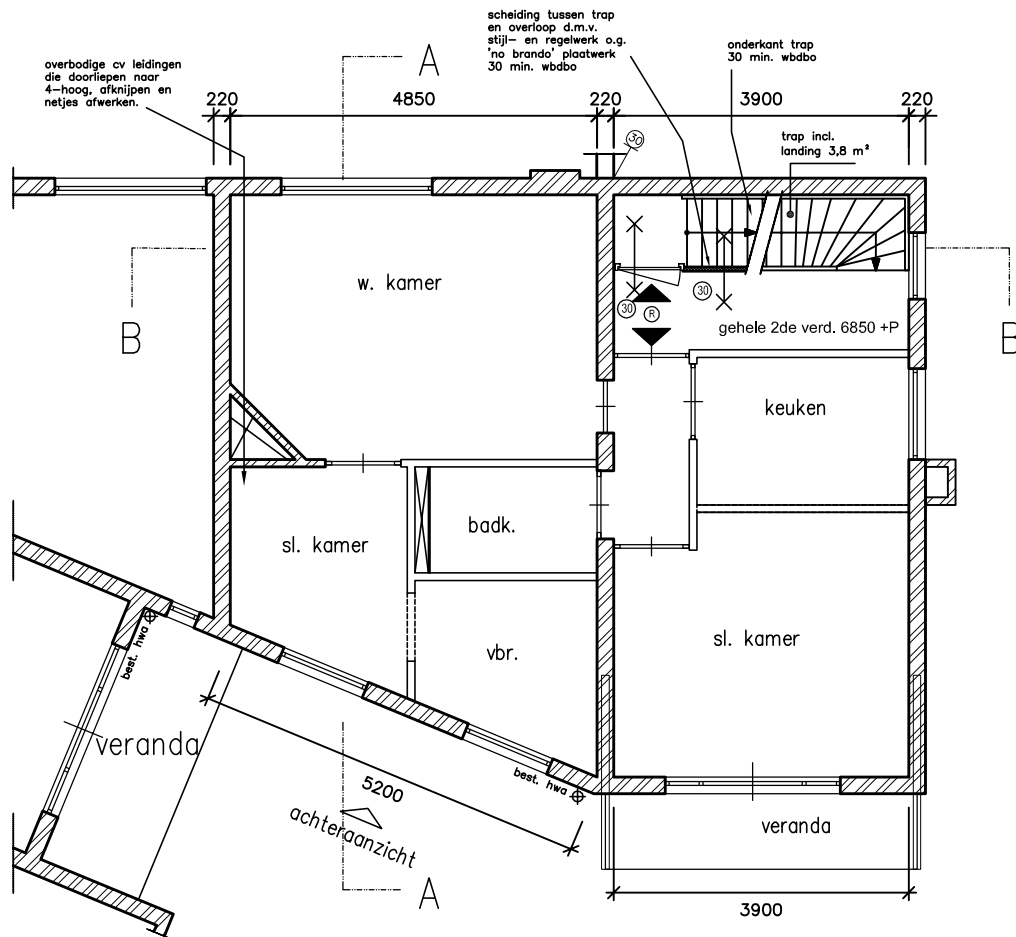 scheiding tussen trap
en overloop d.m.v.
stijl- en regelwerk o.g.
'no brando' plaatwerk
30 min. wbdbo
onderkant trap
30 min. wbdbo
overbodige cv leidingen
die doorliepen naar
4-hoog, afknijpen en
netjes afwerken.
A
220
4850
220
3900
220
trap incl.
landing 3,8 m²
30
w. kamer
B
30
30
R
gehele 2de verd. 6850 +P
B
keuken
badk.
sl. kamer
sl. kamer
vbr.
best. hwa
veranda
best. hwa
5200
achteraanzicht
veranda
A
3900